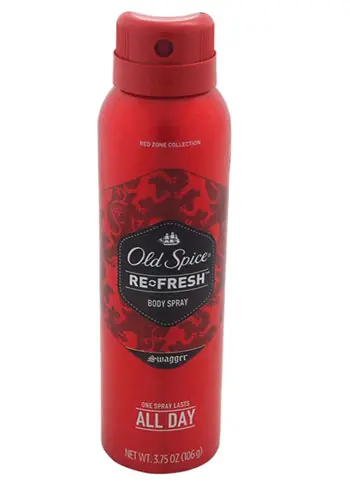 RED ZONE COLLECTION
Old Spice®
RE FRESH™
BODY SPRAY
Swagger
ONE SPRAY LASTS
ALL DAY
NET WT. 3.75 OZ (106 g)